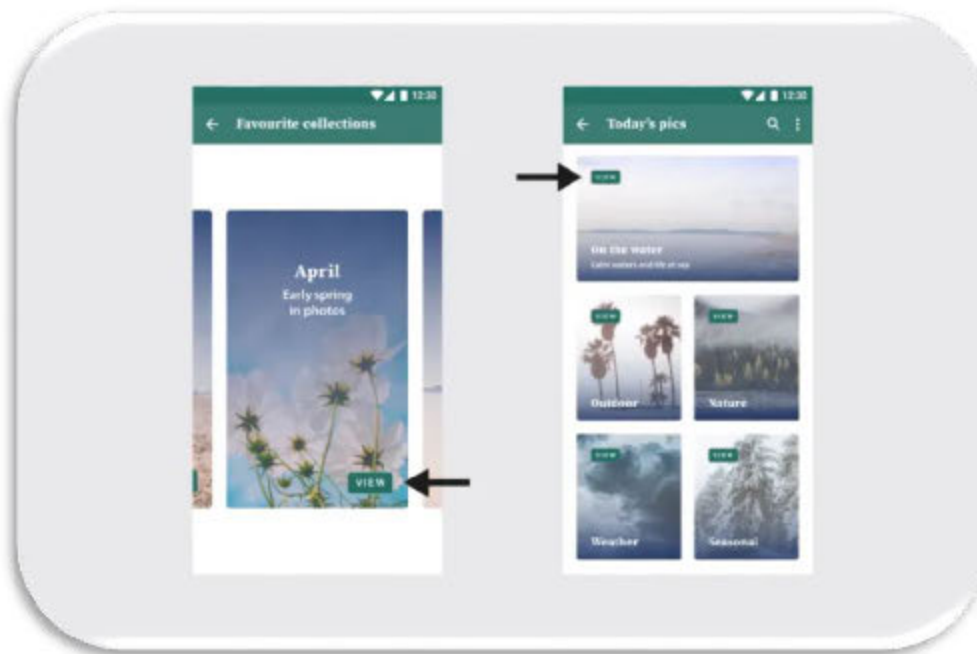 12:30
Favourite collections
April
Early spring
in photos
VIEW
12:30
Today's pics
VIEW
On the water
Calm waters and life at sea
VIEW
VIEW
Outdoor
Nature
VIEW
VIEW
Weather
Seasonal